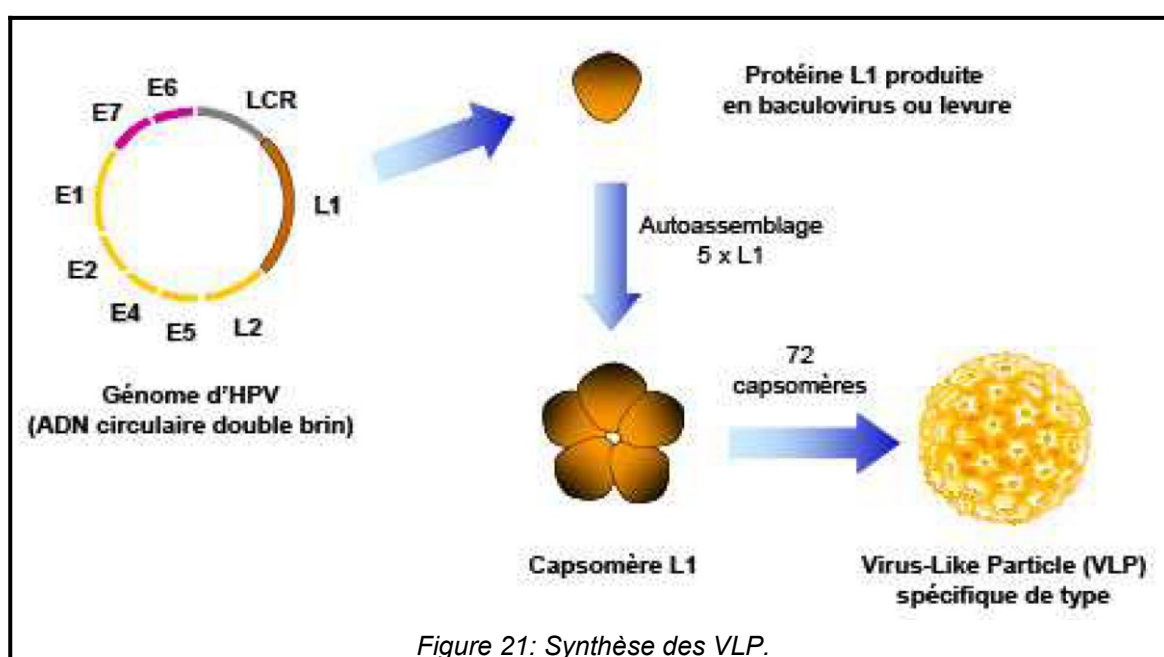 E6
LCR
E7
E1
L1
E2
E4
E5
L2
Génome d'HPV
(ADN circulaire double brin)
Protéine L1 produite
en baculovirus ou levure
Autoassemblage
5 x L1
Capsomère L1
72
capsomères
Virus-Like Particle (VLP)
spécifique de type
Figure 21: Synthèse des VLP.